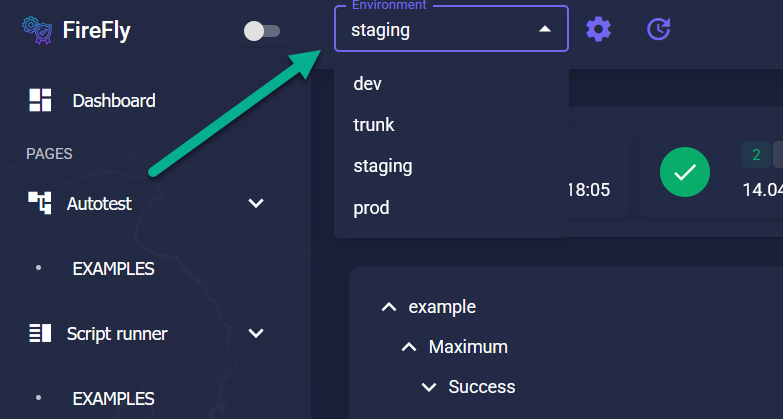 FireFly
Environment
staging
dev
trunk
staging
prod
Dashboard
PAGES
Autotest
EXAMPLES
Script runner
EXAMPLES
18:05
2
14.04
example
Maximum
Success